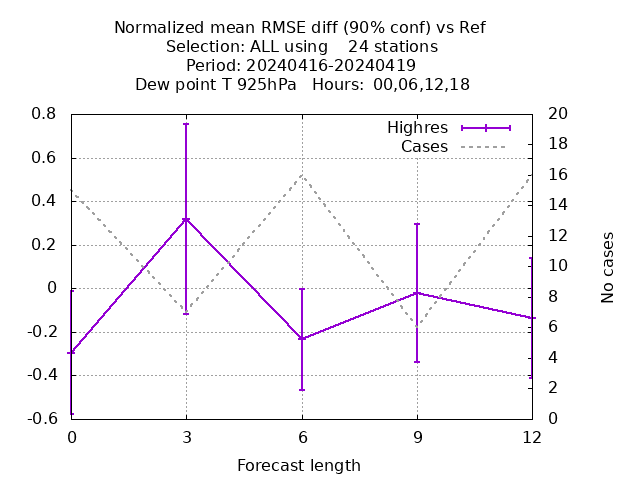 Normalized mean RMSE diff (90% conf) vs Ref
Selection: ALL using    24 stations
Period: 20240416-20240419
Dew point T 925hPa   Hours:  00,06,12,18
Highres
Cases
0.8
0.6
0.4
0.2
0
-0.2
-0.4
-0.6
20
18
16
14
12
10
8
6
4
2
0
No cases
0 3 6 9 12
Forecast length